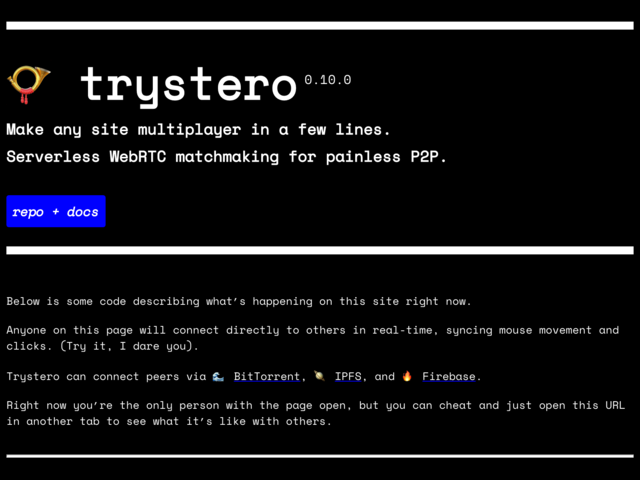 trystero 0.10.0
Make any site multiplayer in a few lines.
Serverless WebRTC matchmaking for painless P2P.
repo + docs
Below is some code describing what's happening on this site right now.
Anyone on this page will connect directly to others in real-time, syncing mouse movement and
clicks. (Try it, I dare you).
Trystero can connect peers via 🌊 BitTorrent, 🪐 IPFS, and 🔥 Firebase.
Right now you're the only person with the page open, but you can cheat and just open this URL
in another tab to see what it's like with others.